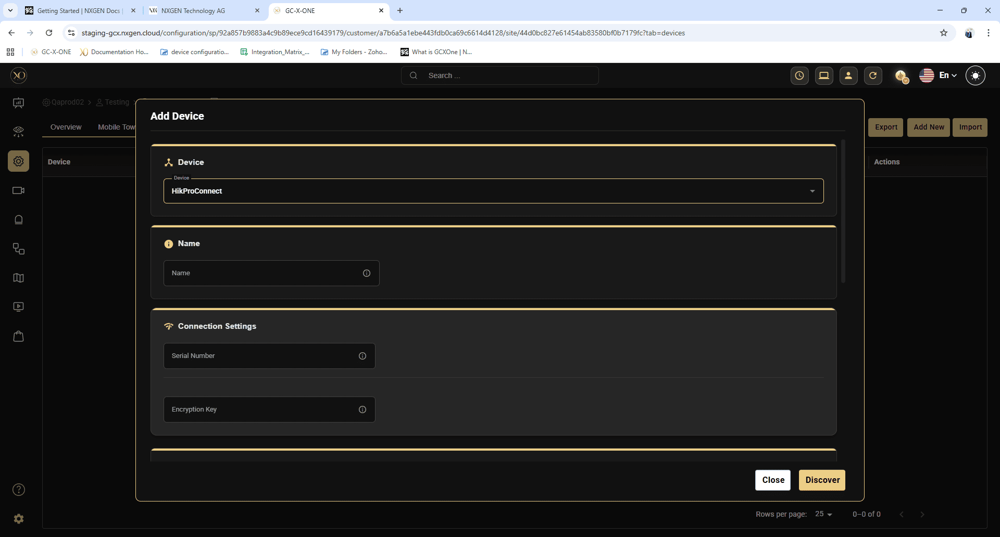 Getting Started | NXGEN Docs
NXGEN Technology AG
GC-X-ONE
staging-gcx.nxgen.cloud/configuration/sp/92a857b9883a4c9b89ece9cd16439179/customer/a7b6a5a1ebe443fdb0ca69c6614d4128/site/44d0bc827e61454ab83580bf0b7179fc?tab=devices
GC-X-ONE
Documentation Ho...
device configuratio...
Integration_Matrix_...
My Folders - Zoho...
What is GCXOne | N...
XO
Search ...
En
Qaprod02
Testing
Overview
Mobile Tow
Export
Add New
Import
Device
Actions
Add Device
Device
Device
HikProConnect
Name
Name
Connection Settings
Serial Number
Encryption Key
Close
Discover
Rows per page:
25
0–0 of 0